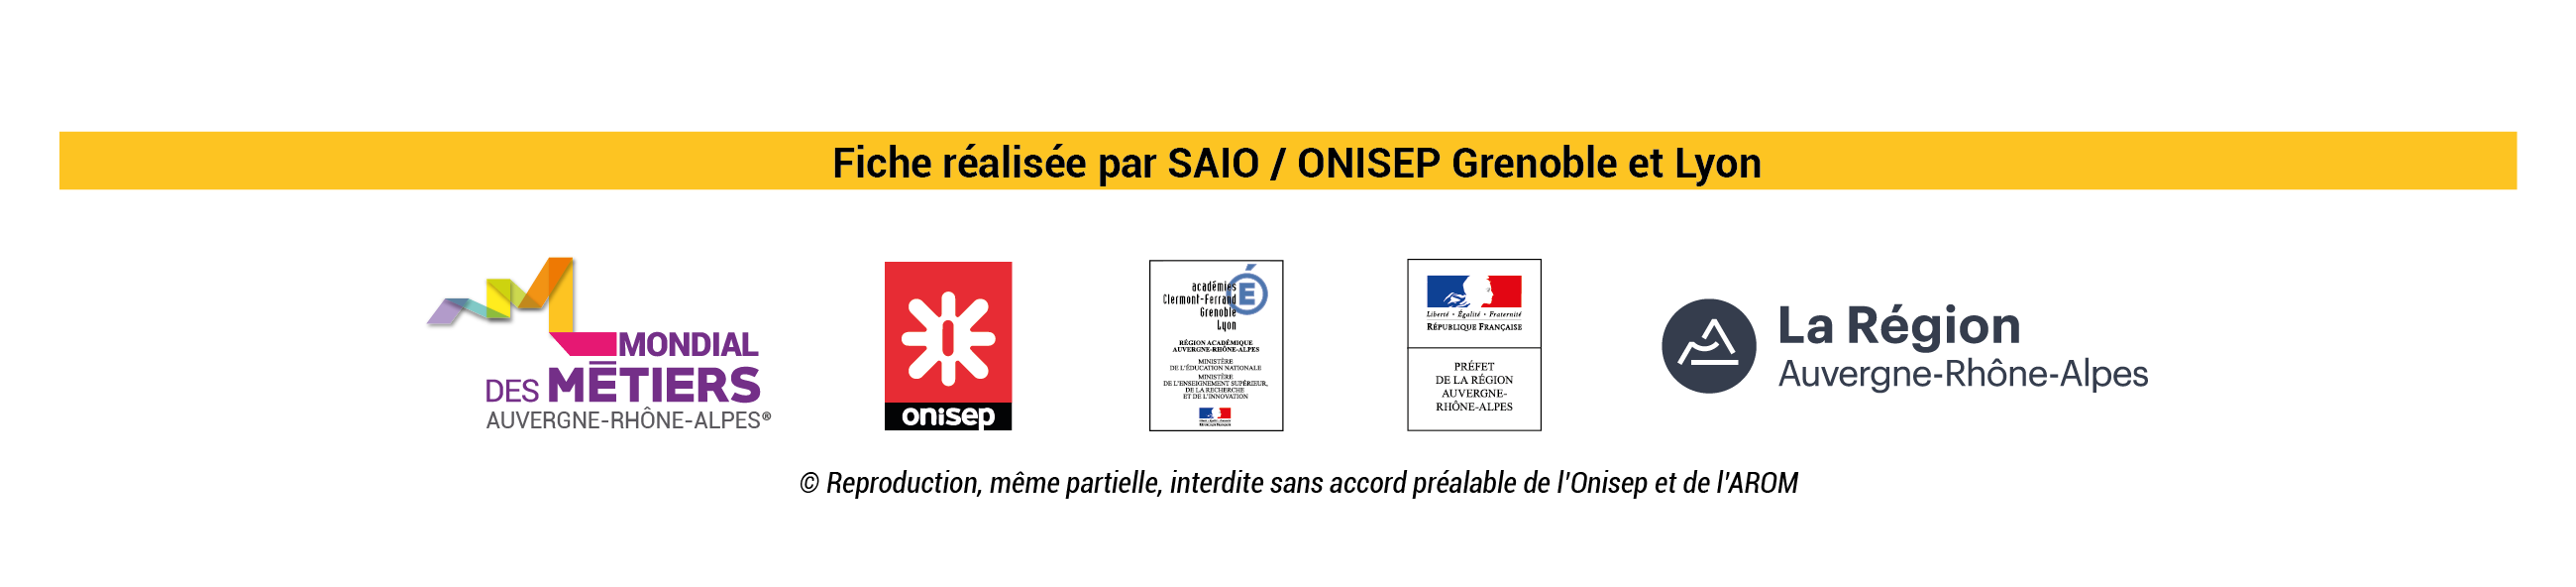 Fiche réalisée par SAIO / ONISEP Grenoble et Lyon
MONDIAL
DES MÉTIERS
AUVERGNE-RHÔNE-ALPES®
onisep
académies
Clermont-Ferrand
Grenoble
Lyon
RÉGION ACADÉMIQUE
AUVERGNE-RHÔNE-ALPES
MINISTÈRE
DE L'ÉDUCATION NATIONALE
MINISTÈRE
DE L'ENSEIGNEMENT SUPÉRIEUR,
DE LA RECHERCHE
ET DE L'INNOVATION
Liberté • Égalité • Fraternité
RÉPUBLIQUE FRANÇAISE
PRÉFET
DE LA RÉGION
AUVERGNE-
RHÔNE-ALPES
La Région
Auvergne-Rhône-Alpes
© Reproduction, même partielle, interdite sans accord préalable de l'Onisep et de l'AROM